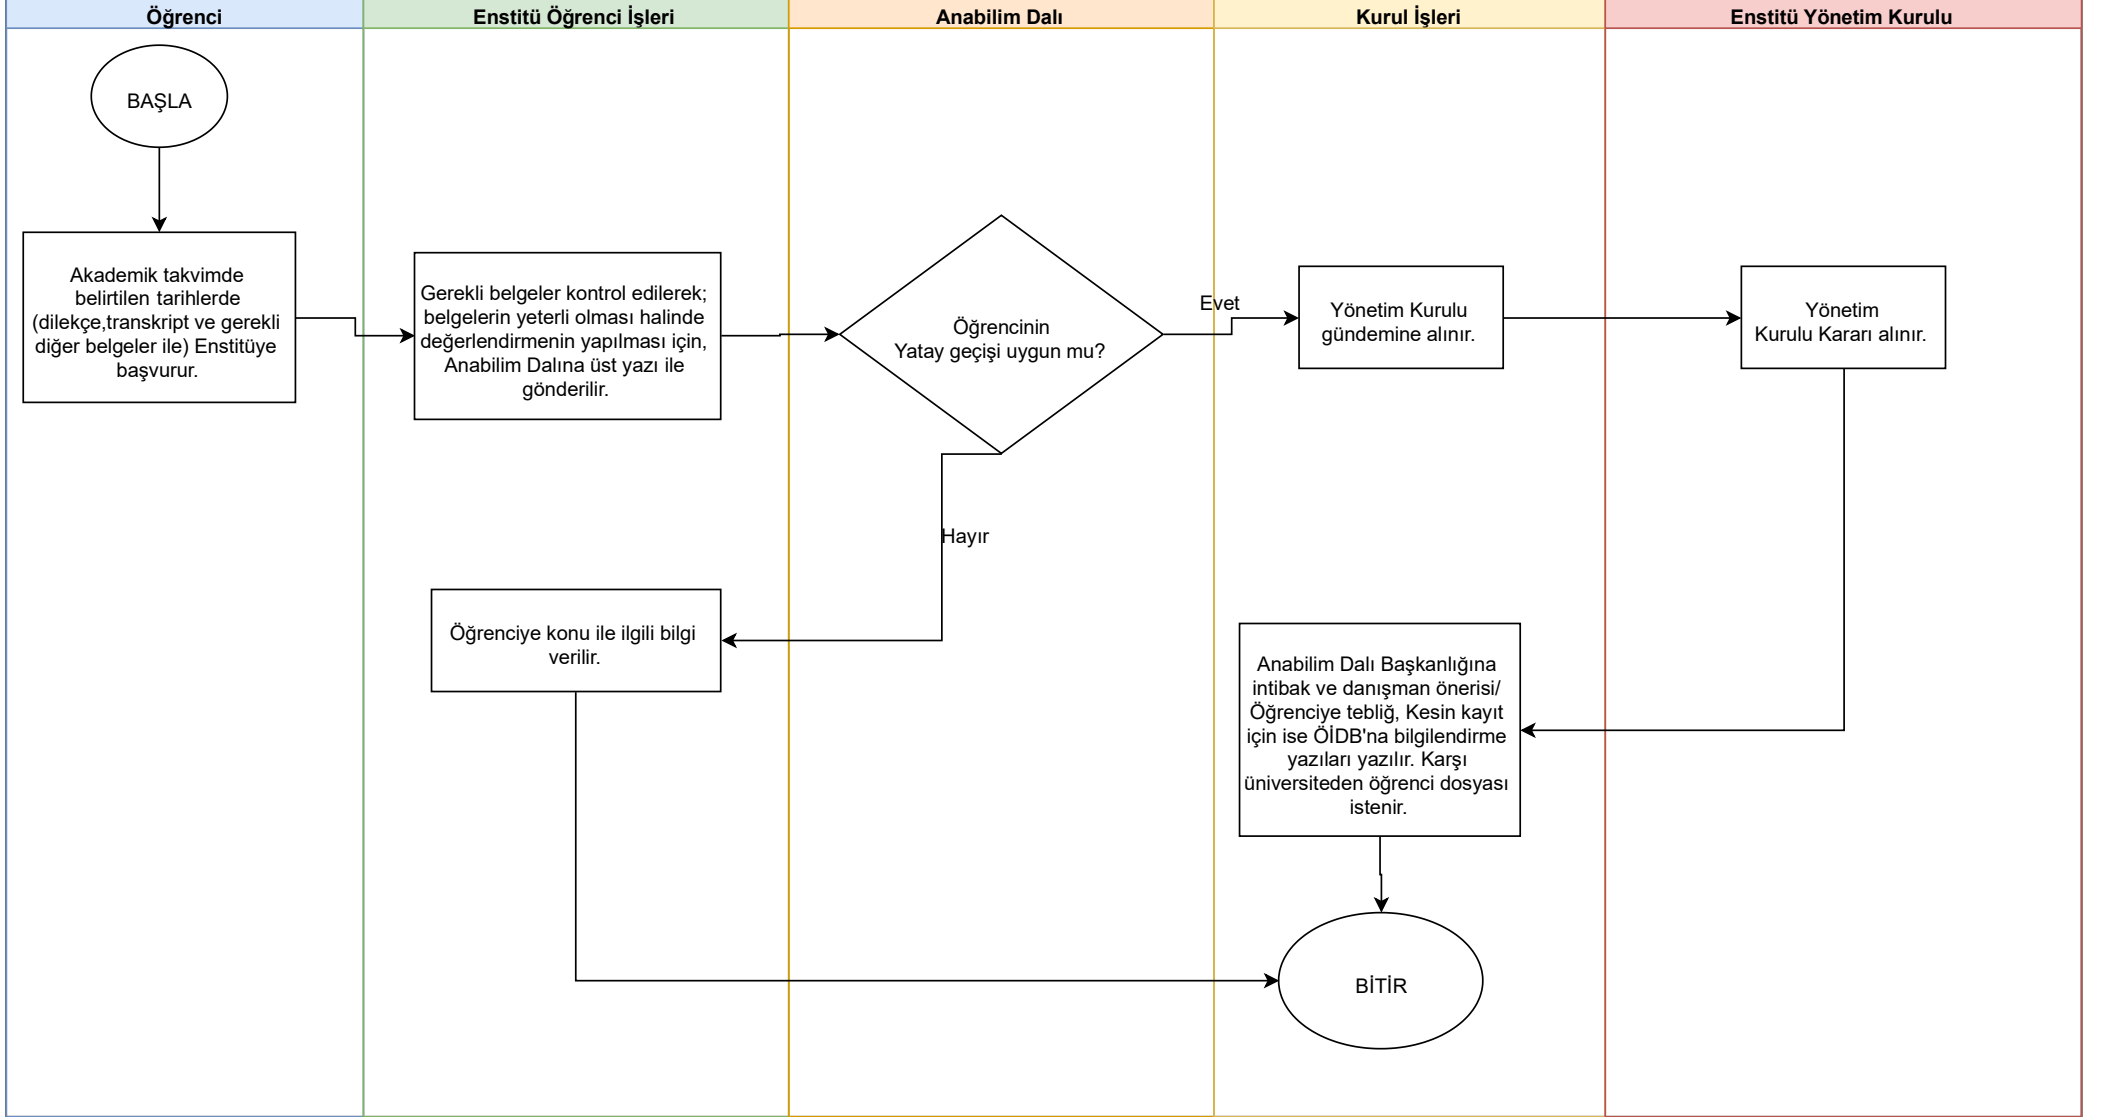 Öğrenci
Enstitü Öğrenci İşleri
Anabilim Dalı
Kurul İşleri
Enstitü Yönetim Kurulu
BAŞLA
Akademik takvimde
belirtilen tarihlerde
(dilekçe,transkript ve gerekli
diğer belgeler ile) Enstitüye
başvurur.
Gerekli belgeler kontrol edilerek;
belgelerin yeterli olması halinde
değerlendirmenin yapılması için,
Anabilim Dalına üst yazı ile
gönderilir.
Öğrencinin
Yatay geçişi uygun mu?
Evet
Yönetim Kurulu
gündemine alınır.
Yönetim
Kurulu Kararı alınır.
Hayır
Öğrenciye konu ile ilgili bilgi
verilir.
Anabilim Dalı Başkanlığına
intibak ve danışman önerisi/
Öğrenciye tebliğ, Kesin kayıt
için ise ÖİDB'na bilgilendirme
yazıları yazılır. Karşı
üniversiteden öğrenci dosyası
istenir.
BİTİR